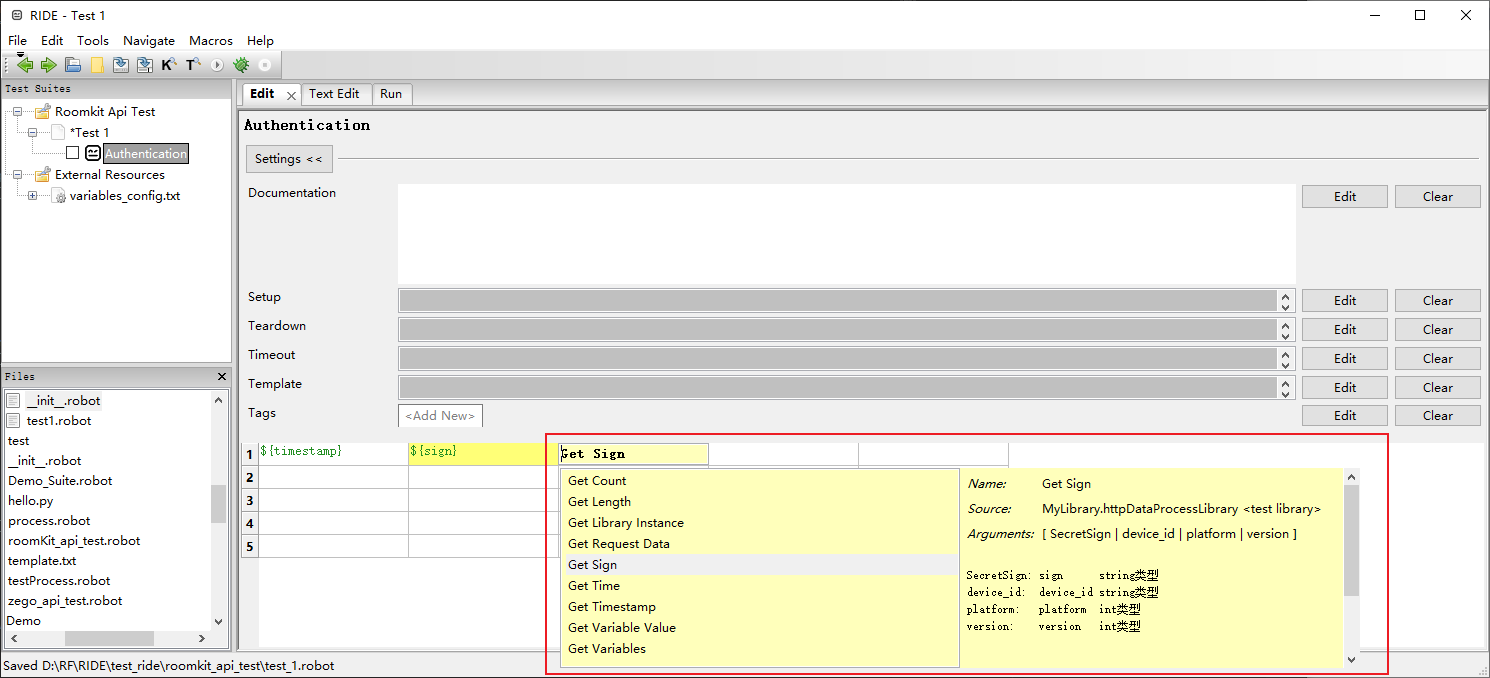 RIDE - Test 1
File Edit Tools Navigate Macros Help
K T
Test Suites
Roomkit Api Test
*Test 1
Authentication
External Resources
variables_config.txt
Files
__init__.robot
test1.robot
test
__init__.robot
Demo_Suite.robot
hello.py
process.robot
roomKit_api_test.robot
template.txt
testProcess.robot
zego_api_test.robot
Demo
Edit Text Edit Run
Authentication
Settings <<
Documentation Edit Clear
Setup Edit Clear
Teardown Edit Clear
Timeout Edit Clear
Template Edit Clear
Tags <Add New> Edit Clear
1 ${timestamp} ${sign} Get Sign
2
3
4
5
Get Count
Get Length
Get Library Instance
Get Request Data
Get Sign
Get Time
Get Timestamp
Get Variable Value
Get Variables
Name: Get Sign
Source: MyLibrary.httpDataProcessLibrary <test library>
Arguments: [ SecretSign | device_id | platform | version ]
SecretSign: sign string类型
device_id: device_id string类型
platform: platform int类型
version: version int类型
Saved D:\RF\RIDE\test_ride\roomkit_api_test\test_1.robot